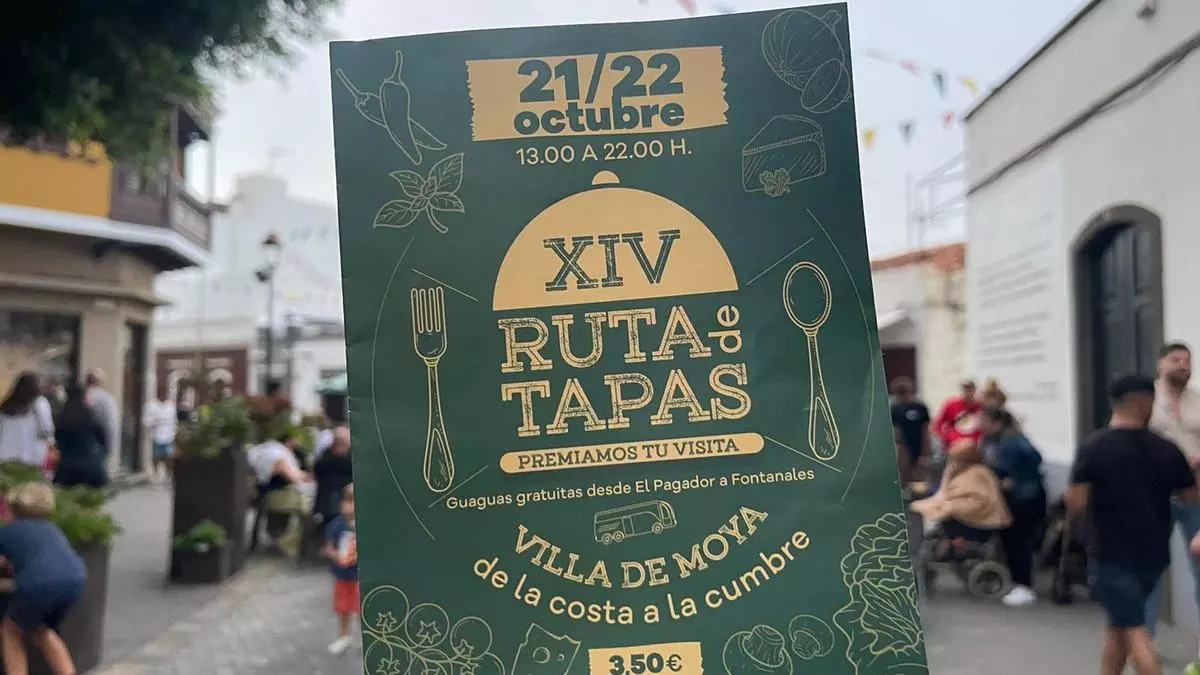 21/22
octubre
13.00 A 22.00 H.
XIV
RUTA de
TAPAS
PREMIAMOS TU VISITA
Guaguas gratuitas desde El Pagador a Fontanales
VILLA DE MOYA
de la costa a la cumbre
3,50€